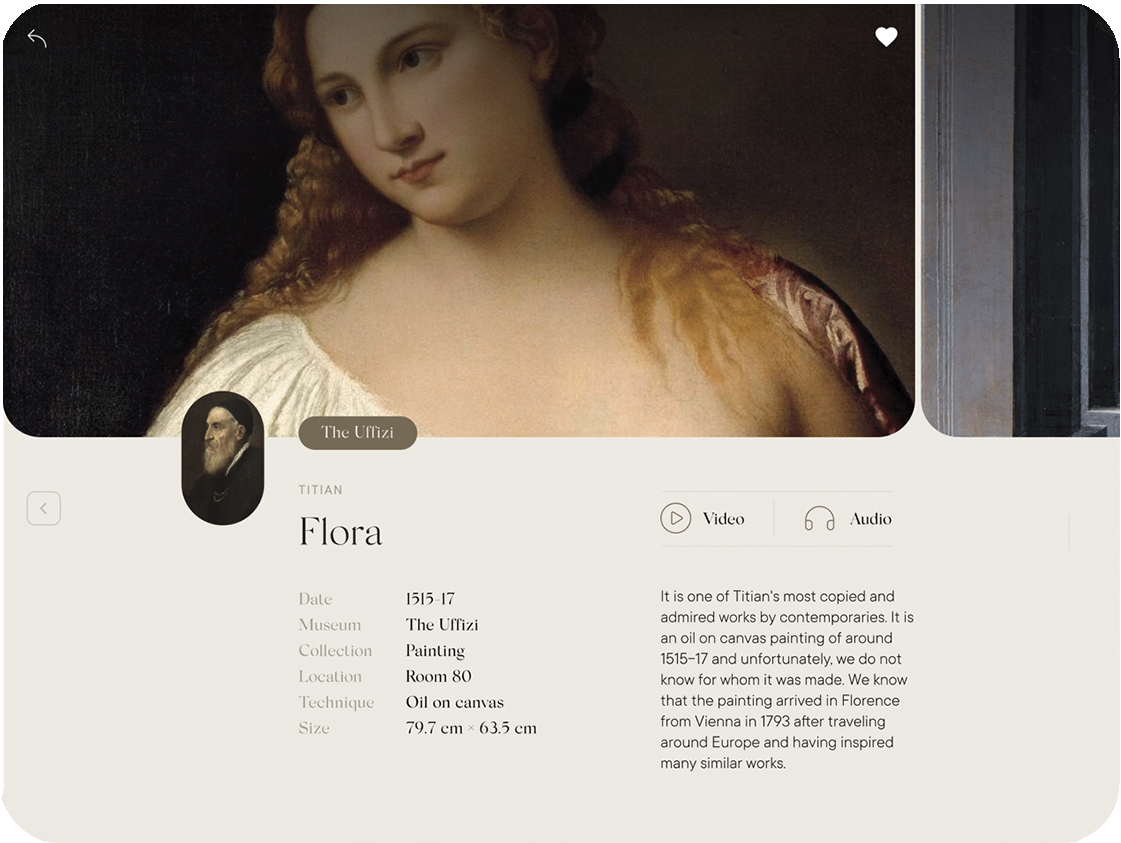 The Uffizi
TITIAN
Flora
Video
Audio
Date 1515-17
Museum The Uffizi
Collection Painting
Location Room 80
Technique Oil on canvas
Size 79.7 cm × 63.5 cm
It is one of Titian's most copied and
admired works by contemporaries. It is
an oil on canvas painting of around
1515–17 and unfortunately, we do not
know for whom it was made. We know
that the painting arrived in Florence
from Vienna in 1793 after traveling
around Europe and having inspired
many similar works.